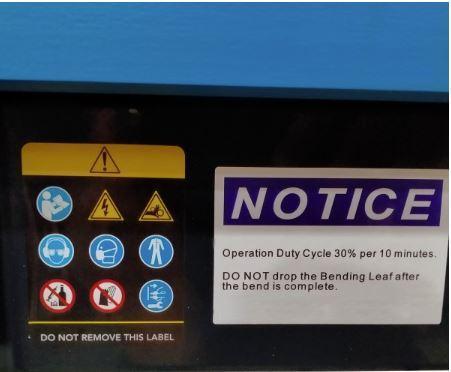 NOTICE
Operation Duty Cycle 30% per 10 minutes.
DO NOT drop the Bending Leaf after
the bend is complete.
DO NOT REMOVE THIS LABEL